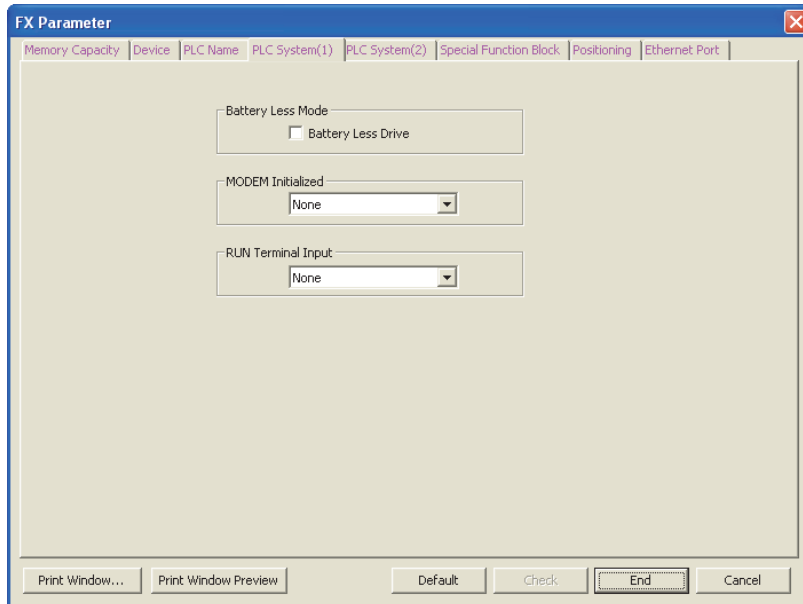 FX Parameter
Memory Capacity Device PLC Name PLC System(1) PLC System(2) Special Function Block Positioning Ethernet Port
Battery Less Mode
Battery Less Drive
MODEM Initialized
None
RUN Terminal Input
None
Print Window... Print Window Preview Default Check End Cancel